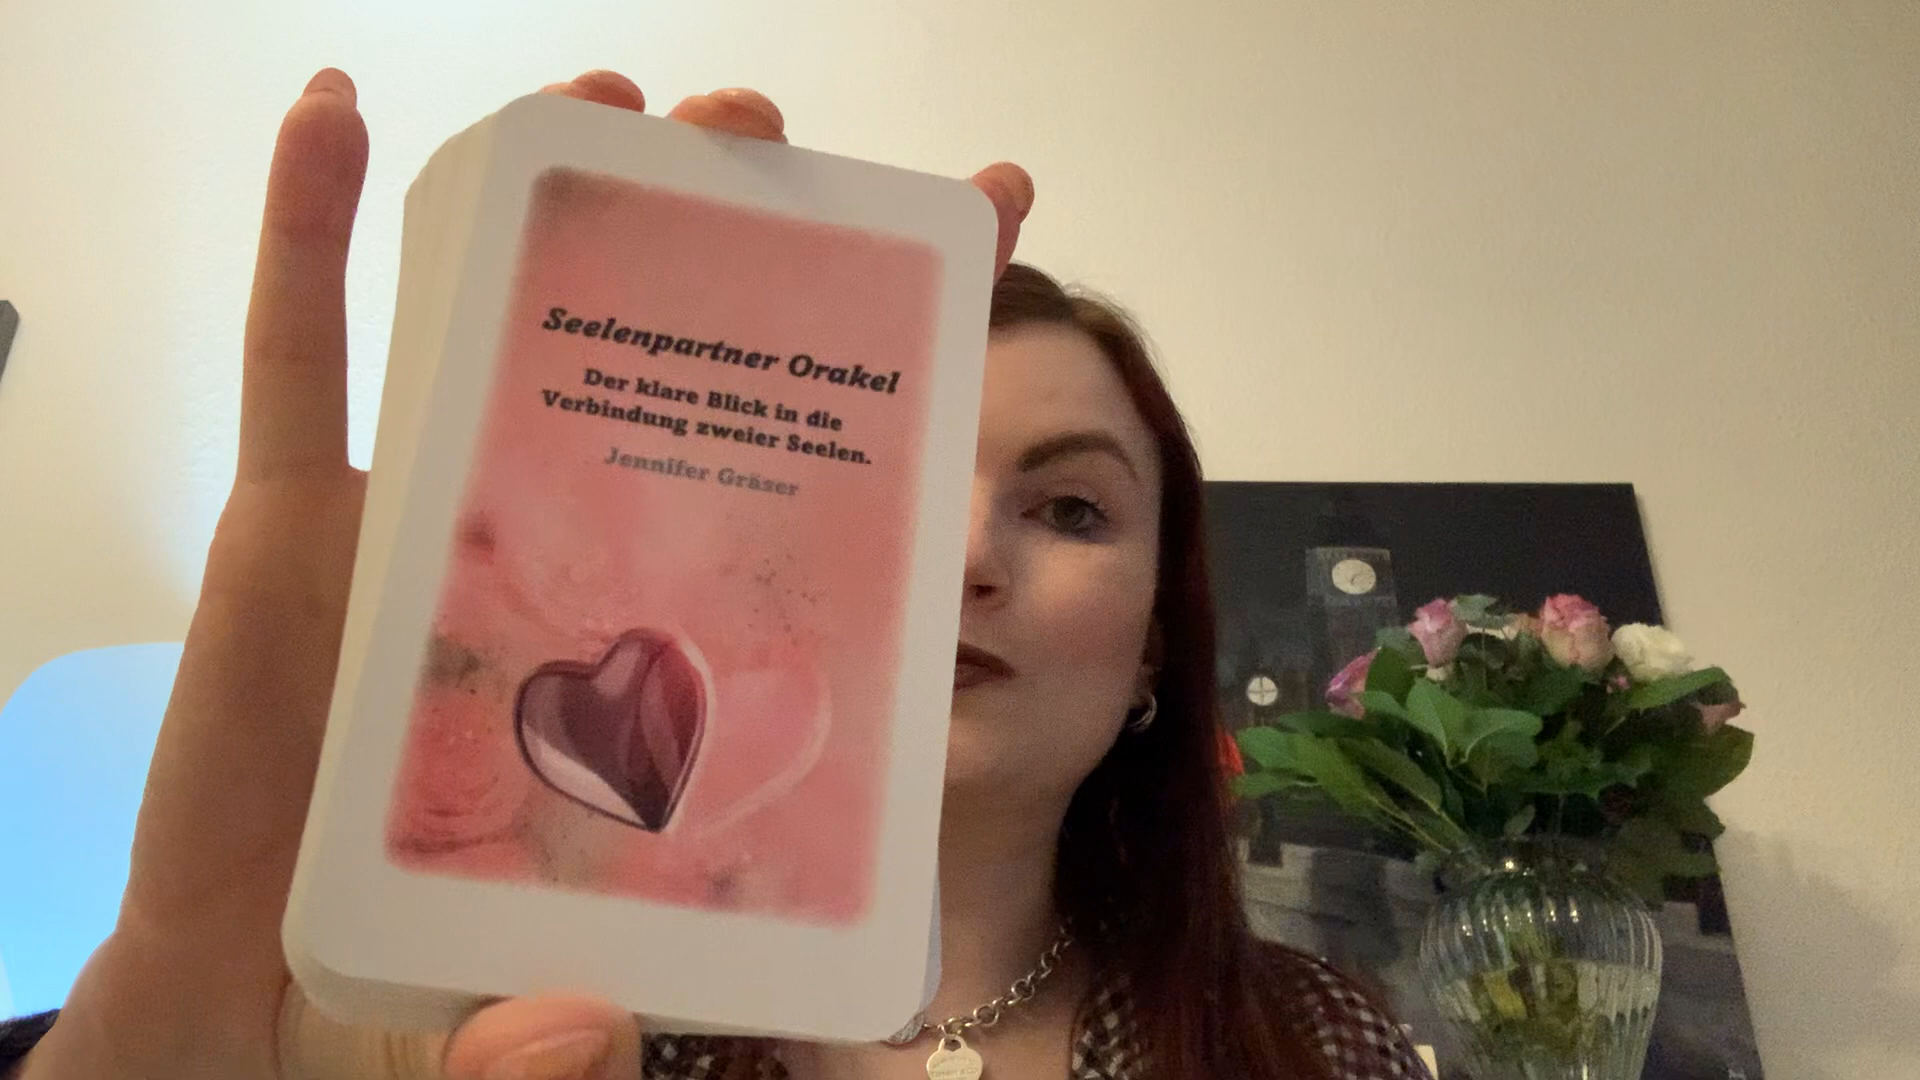 Seelenpartner Orakel
Der klare Blick in die
Verbindung zweier Seelen.
Jennifer Gräser